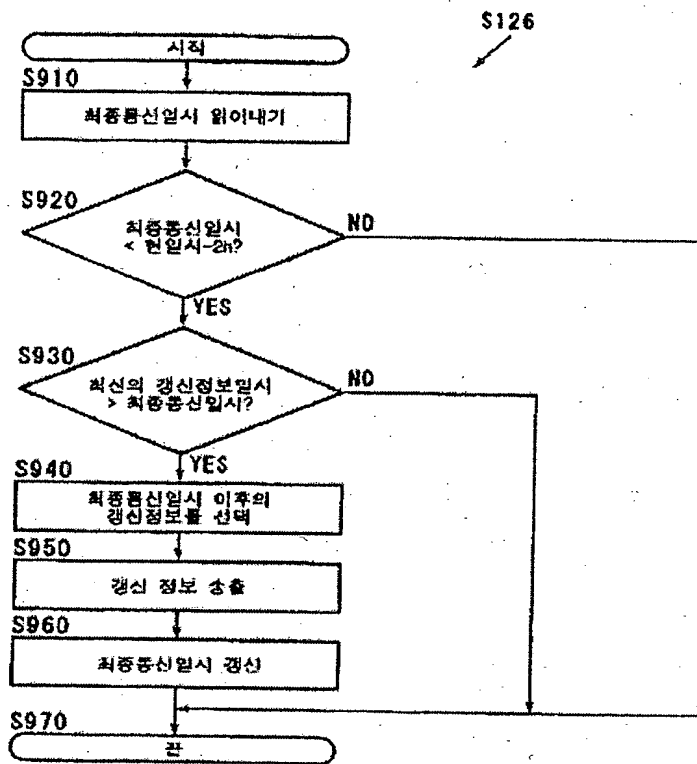 S126
시작
S910
최종통신일시 읽어내기
S920
최종통신일시
< 현일시-2h?
NO
YES
S930
최신의 갱신정보일시
> 최종통신일시?
NO
YES
S940
최종통신일시 이후의
갱신정보를 선택
S950
갱신 정보 송출
S960
최종통신일시 갱신
S970
끝